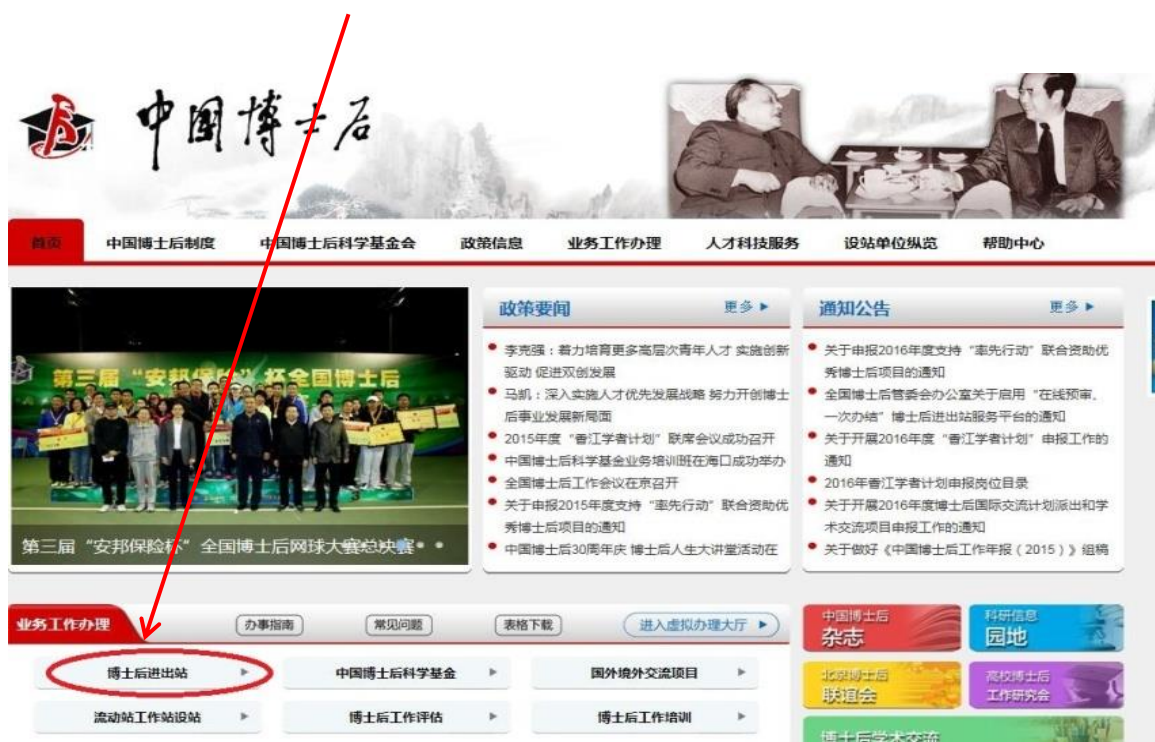 中国博士后
首页 中国博士后制度 中国博士后科学基金会 政策信息 业务工作办理 人才科技服务 设站单位纵览 帮助中心
第三届“安邦保险”杯全国博士后
第三届“安邦保险杯”全国博士后网球大赛总决赛
政策要闻 更多
李克强：着力培育更多高层次青年人才 实施创新
驱动 促进双创发展
马凯：深入实施人才优先发展战略 努力开创博士
后事业发展新局面
2015年度“香江学者计划”联席会议成功召开
中国博士后科学基金业务培训班在海口成功举办
全国博士后工作会议在京召开
关于申报2015年度支持“率先行动”联合资助优
秀博士后项目的通知
中国博士后30周年庆 博士后人生大讲堂活动在
通知公告 更多
关于申报2016年度支持“率先行动”联合资助优
秀博士后项目的通知
全国博士后管委会办公室关于启用“在线预审、
一次办结”博士后进出站服务平台的通知
关于开展2016年度“香江学者计划”申报工作的
通知
2016年香江学者计划申报岗位目录
关于开展2016年度博士后国际交流计划派出和学
术交流项目申报工作的通知
关于做好《中国博士后工作年报（2015）》组稿
业务工作办理 办事指南 常见问题 表格下载 进入虚拟办理大厅
博士后进出站 中国博士后科学基金 国外境外交流项目
流动站工作站设站 博士后工作评估 博士后工作培训
中国博士后
杂志
科研信息
园地
北京博士后
联谊会
高校博士后
工作研究会
博士后学术交流